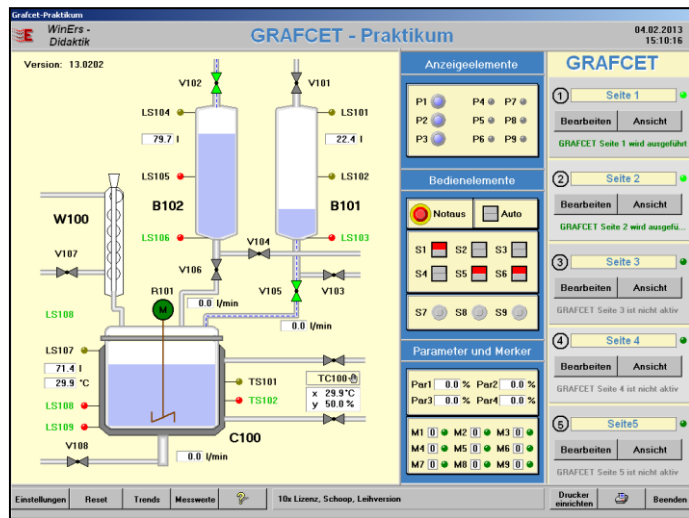 Grafcet-Praktikum
WinErs -
Didaktik
GRAFCET - Praktikum
04.02.2013
15:10:16
Version: 13.0202
V102
V101
LS104
LS101
79.7 l
22.4 l
LS105
LS102
B102
B101
W100
LS106
LS103
V104
V107
V106
V105
V103
R101
M
0.0 l/min
0.0 l/min
LS108
LS107
71.4 l
29.9 °C
TS101
TS102
TC100
x 29.9°C
y 50.0 %
LS108
LS109
C100
V108
0.0 l/min
Anzeigeelemente
P1 P4 P7
P2 P5 P8
P3 P6 P9
Bedienelemente
Notaus Auto
S1 S2 S3
S4 S5 S6
S7 S8 S9
Parameter und Merker
Par1 0.0 % Par2 0.0 %
Par3 0.0 % Par4 0.0 %
M1 0 M2 0 M3 0
M4 0 M5 0 M6 0
M7 0 M8 0 M9 0
GRAFCET
1 Seite 1
Bearbeiten Ansicht
GRAFCET Seite 1 wird ausgeführt
2 Seite 2
Bearbeiten Ansicht
GRAFCET Seite 2 wird ausgefü...
3 Seite 3
Bearbeiten Ansicht
GRAFCET Seite 3 ist nicht aktiv
4 Seite 4
Bearbeiten Ansicht
GRAFCET Seite 4 ist nicht aktiv
5 Seite5
Bearbeiten Ansicht
GRAFCET Seite 5 ist nicht aktiv
Einstellungen Reset Trends Messwerte ? 10x Lizenz, Schoop, Leihversion
Drucker
einrichten
Beenden